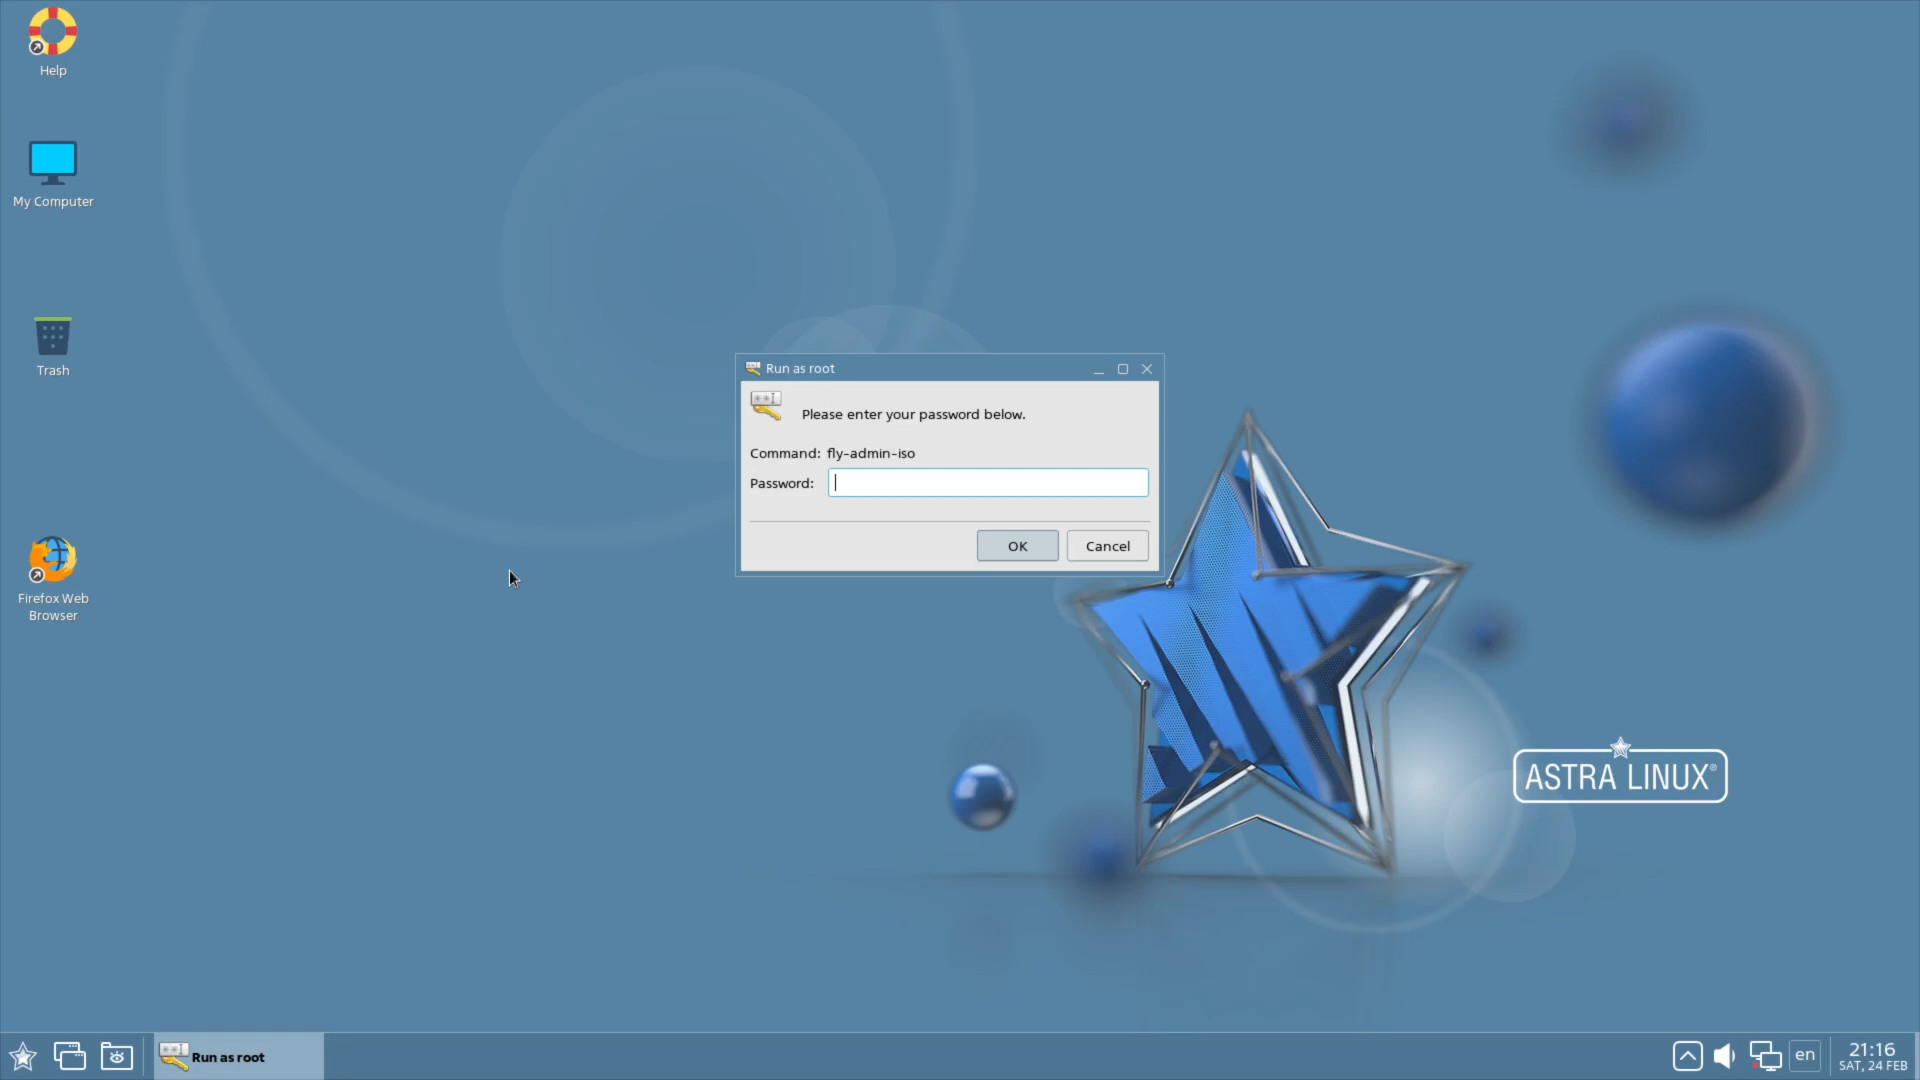 Help
My Computer
Trash
Firefox Web
Browser
Run as root
Please enter your password below.
Command: fly-admin-iso
Password:
OK
Cancel
ASTRA LINUX®
Run as root
en
21:16
SAT, 24 FEB